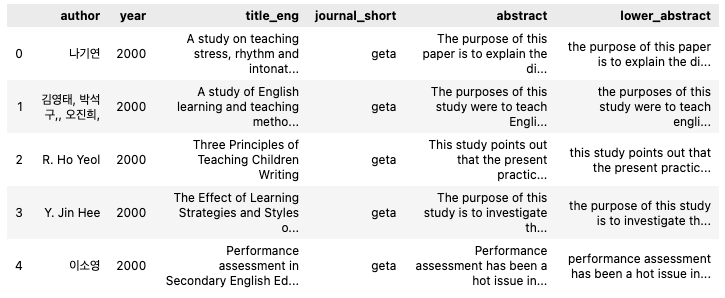 author year title_eng journal_short abstract lower_abstract
0 나기연 2000 A study on teaching stress, rhythm and intonat... geta The purpose of this paper is to explain the di... the purpose of this paper is to explain the di...
1 김영태, 박석구,, 오진희, 2000 A study of English learning and teaching metho... geta The purposes of this study were to teach Engli... the purposes of this study were to teach engli...
2 R. Ho Yeol 2000 Three Principles of Teaching Children Writing geta This study points out that the present practic... this study points out that the present practic...
3 Y. Jin Hee 2000 The Effect of Learning Strategies and Styles o... geta The purpose of this study is to investigate th... the purpose of this study is to investigate th...
4 이소영 2000 Performance assessment in Secondary English Ed... geta Performance assessment has been a hot issue in... performance assessment has been a hot issue in...